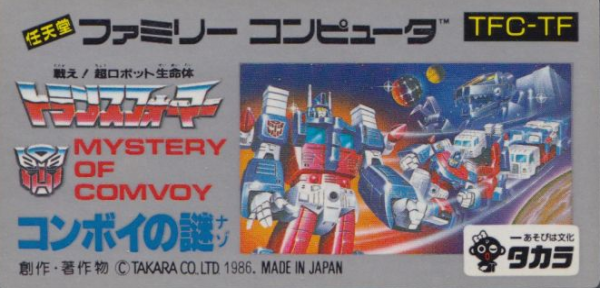 任天堂 ファミリー コンピュータ™ TFC-TF
戦え!超ロボット生命体
トランスフォーマー
MYSTERY
OF
COMVOY
コンボイの謎
ナゾ
創作・著作物 ©TAKARA CO.LTD. 1986. MADE IN JAPAN
あそびは文化
タカラ